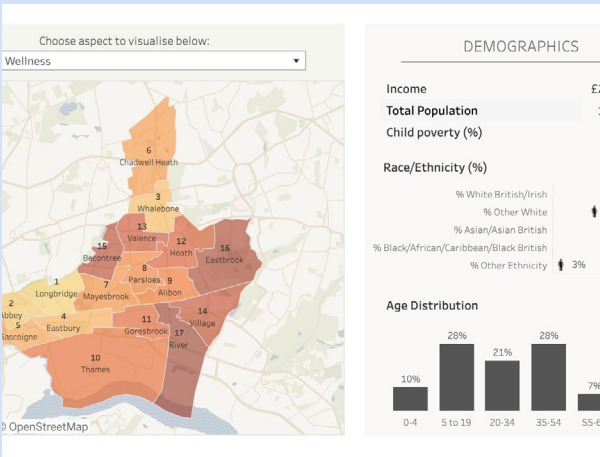 Choose aspect to visualise below:
Wellness
6
Chadwell Heath
3
Whalebone
13
Valence
12
Heath
16
Eastbrook
15
Becontree
8
Parsloes
9
Alibon
7
Mayesbrook
1
Longbridge
2
Abbey
4
Eastbury
5
Gascoigne
11
Goresbrook
14
Village
17
River
10
Thames
© OpenStreetMap
DEMOGRAPHICS
Income £2
Total Population
Child poverty (%)
Race/Ethnicity (%)
% White British/Irish
% Other White
% Asian/Asian British
% Black/African/Caribbean/Black British
% Other Ethnicity 3%
Age Distribution
10% 28% 21% 28% 7%
0-4 5 to 19 20-34 35-54 55-6